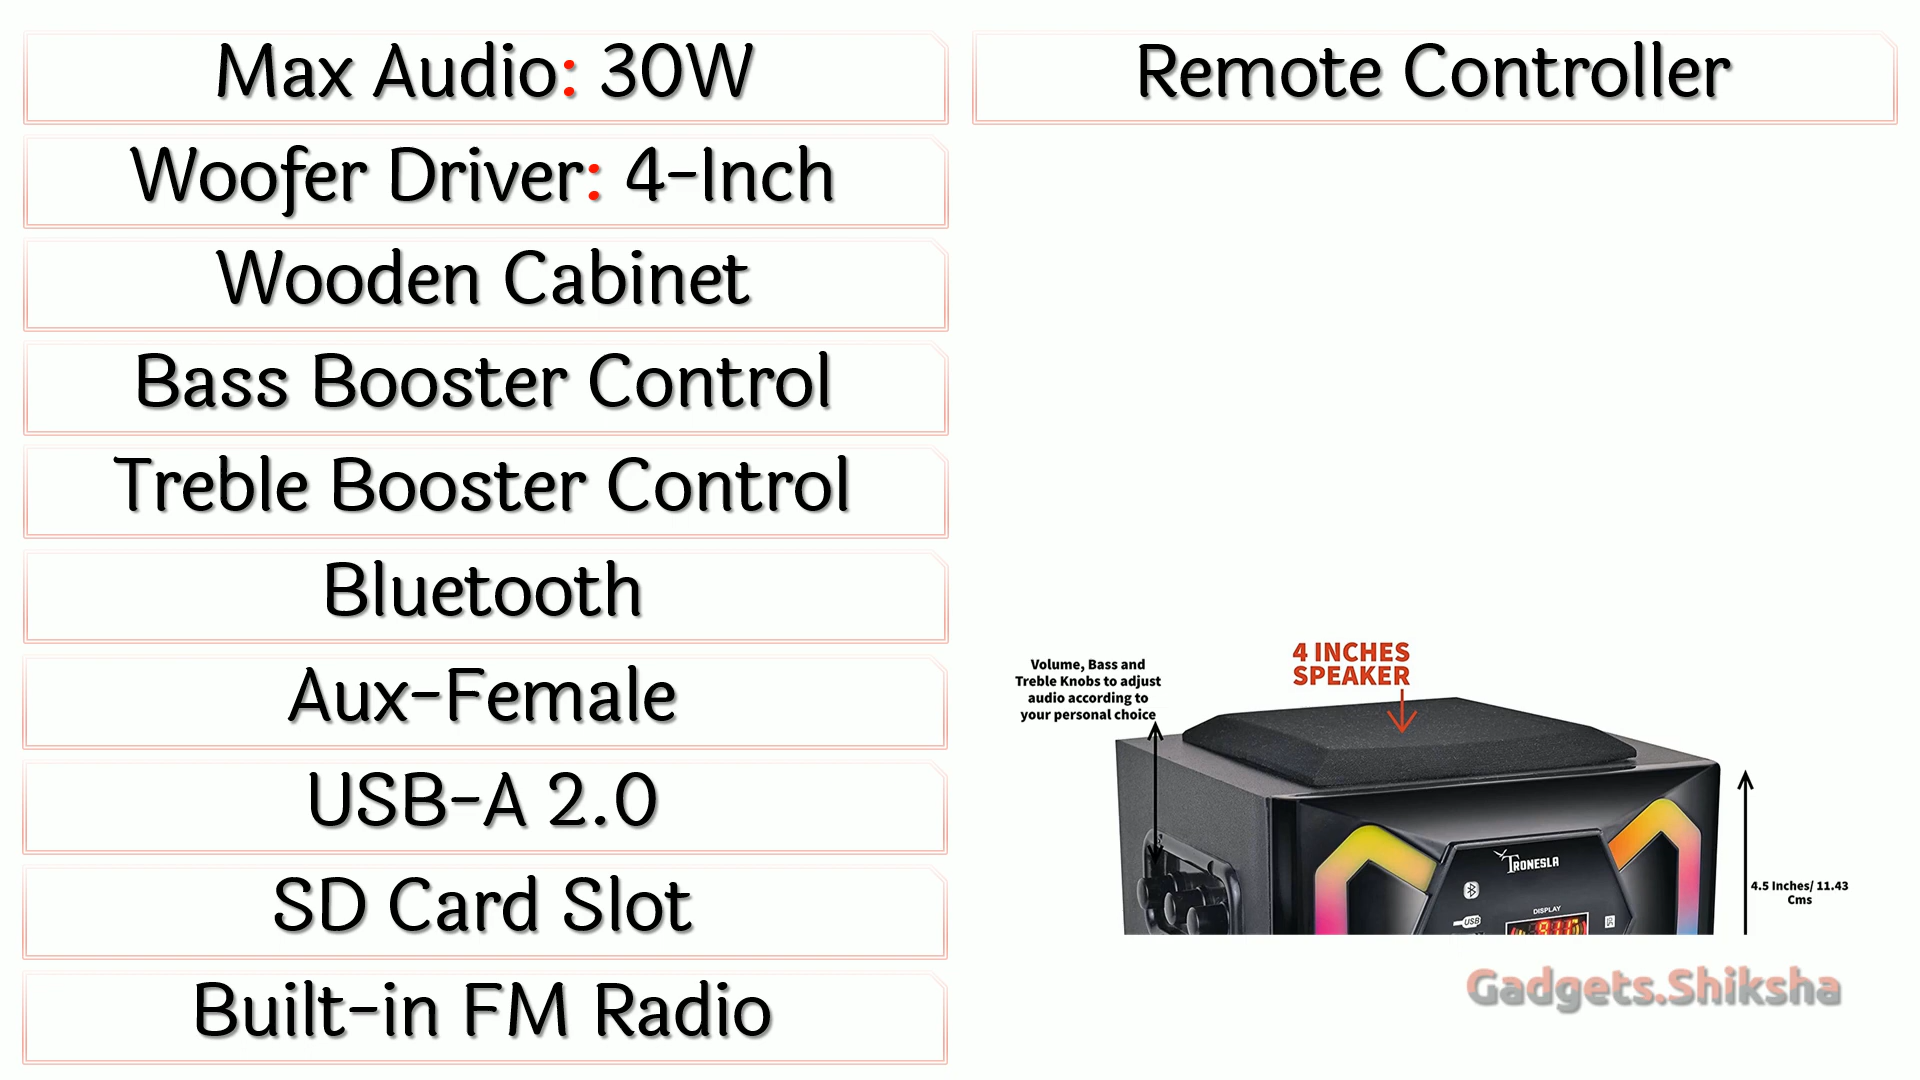 Max Audio: 30W
Woofer Driver: 4-Inch
Wooden Cabinet
Bass Booster Control
Treble Booster Control
Bluetooth
Aux-Female
USB-A 2.0
SD Card Slot
Built-in FM Radio
Remote Controller
Volume, Bass and
Treble Knobs to adjust
audio according to
your personal choice
4 INCHES
SPEAKER
TRONESLA
USB
DISPLAY
4.5 Inches/ 11.43
Cms
Gadgets.Shiksha